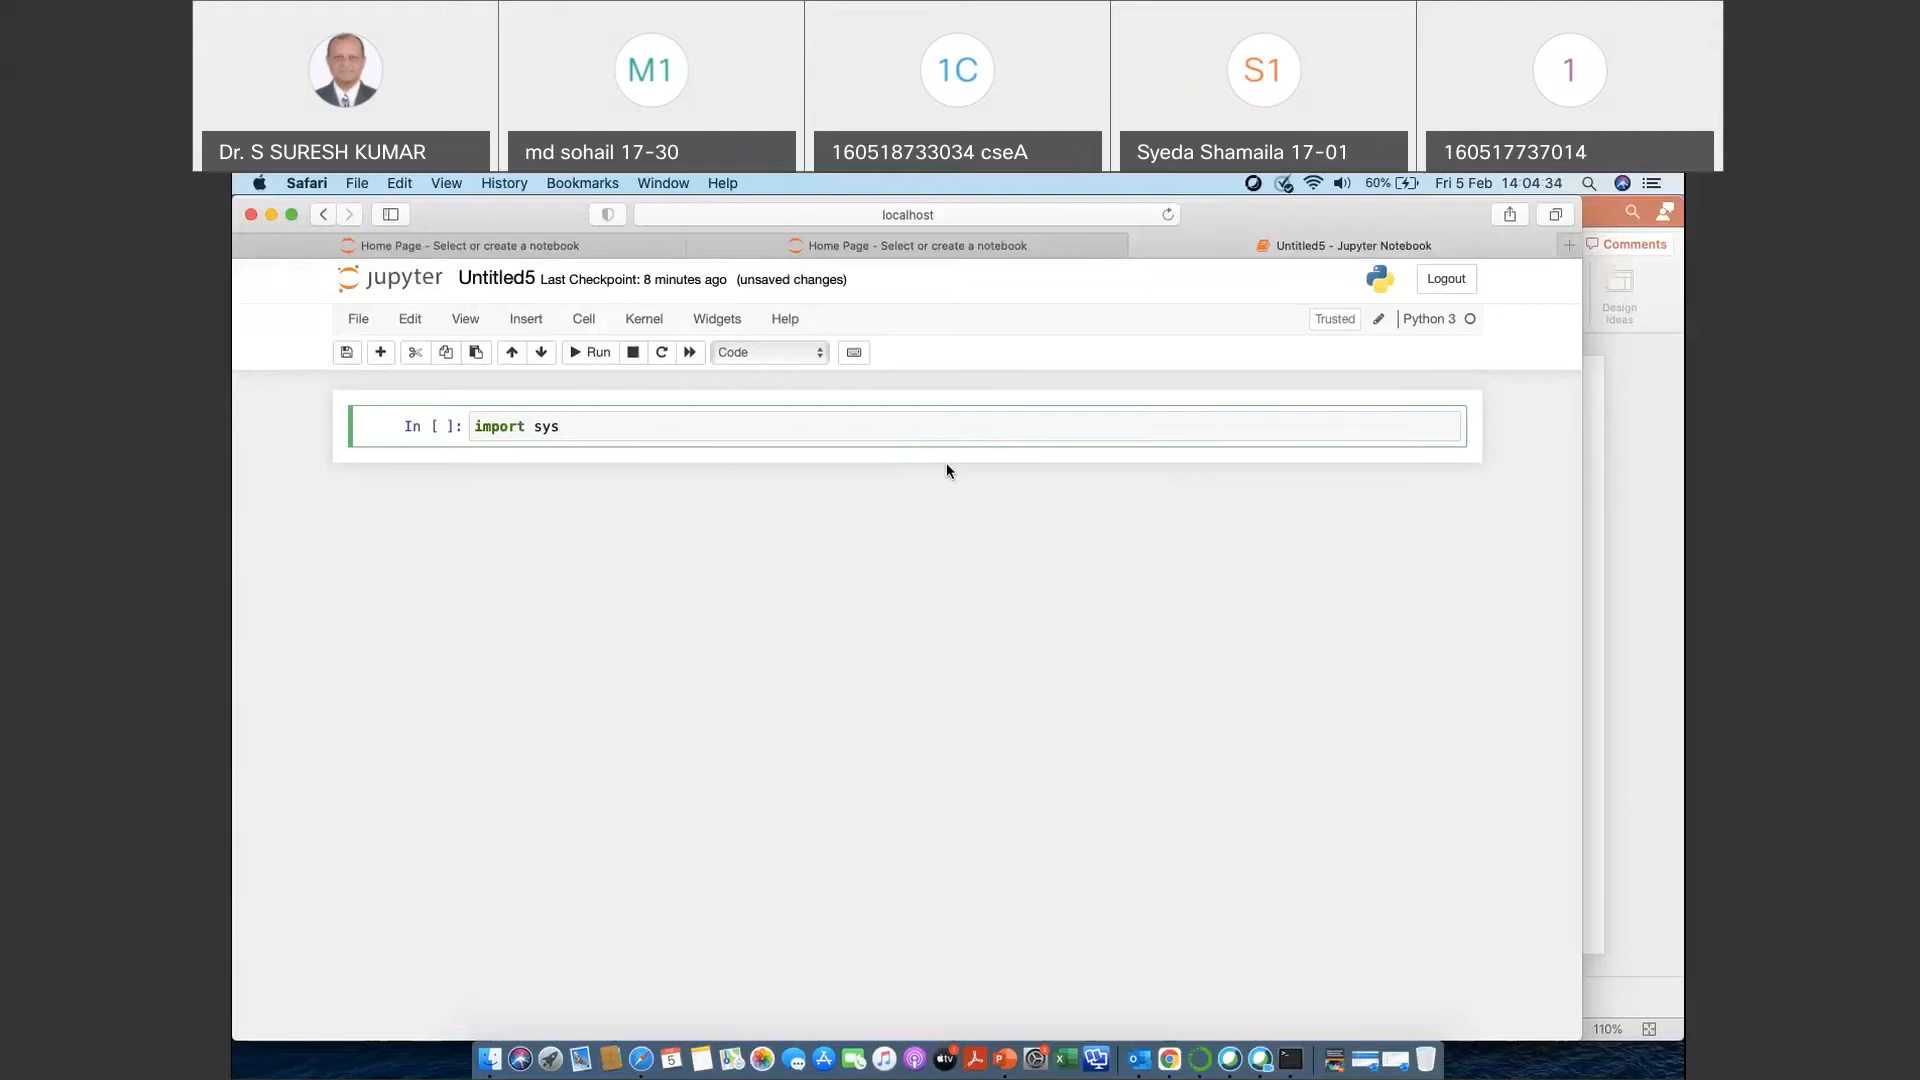 M1
1C
S1
1
Dr. S SURESH KUMAR
md sohail 17-30
160518733034 cseA
Syeda Shamaila 17-01
160517737014
Safari File Edit View History Bookmarks Window Help
60% Fri 5 Feb 14:04:34
localhost
Home Page - Select or create a notebook
Home Page - Select or create a notebook
Untitled5 - Jupyter Notebook
Comments
jupyter Untitled5 Last Checkpoint: 8 minutes ago (unsaved changes)
Logout
Design
Ideas
File Edit View Insert Cell Kernel Widgets Help
Trusted Python 3
Run Code
In [ ]: import sys
110%
5
tv